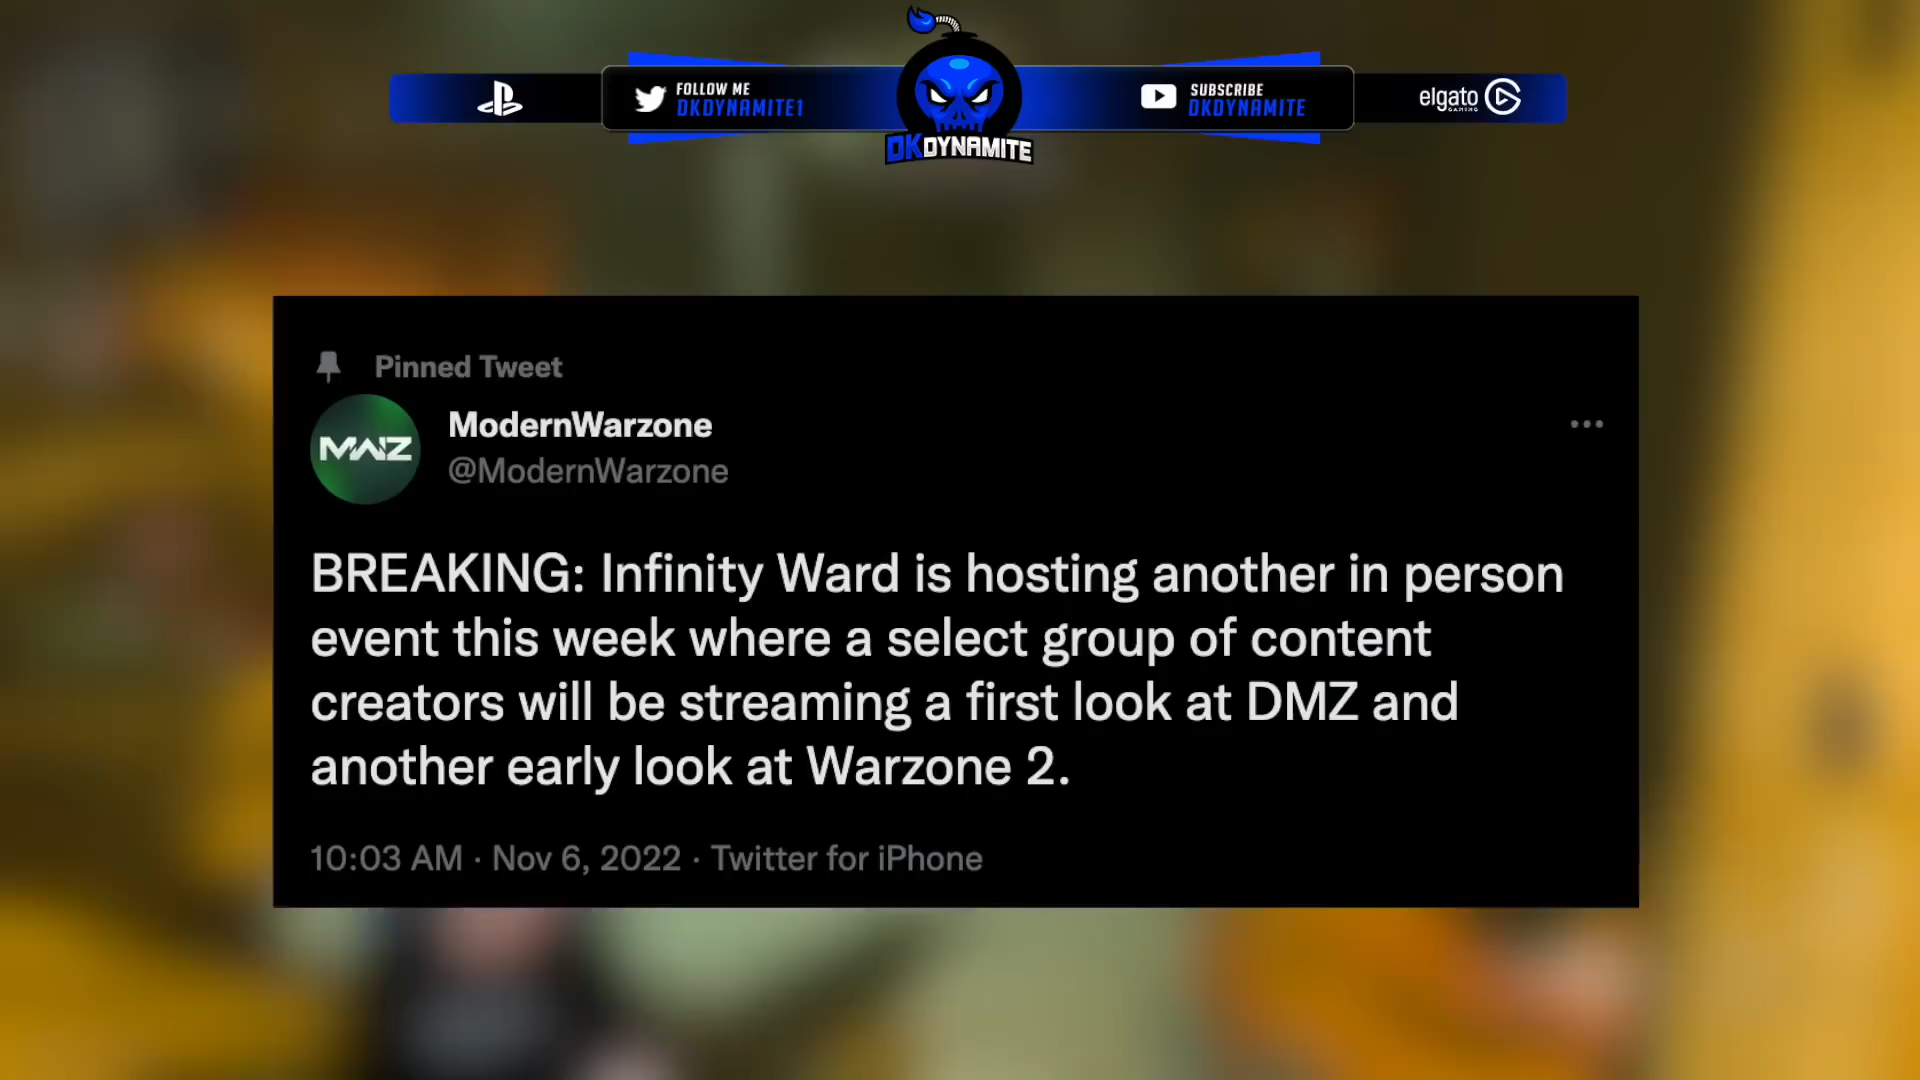 FOLLOW ME
DKDYNAMITE1
SUBSCRIBE
DKDYNAMITE
elgato
GAMING
DKDYNAMITE
Pinned Tweet
MWZ
ModernWarzone
@ModernWarzone
BREAKING: Infinity Ward is hosting another in person
event this week where a select group of content
creators will be streaming a first look at DMZ and
another early look at Warzone 2.
10:03 AM · Nov 6, 2022 · Twitter for iPhone